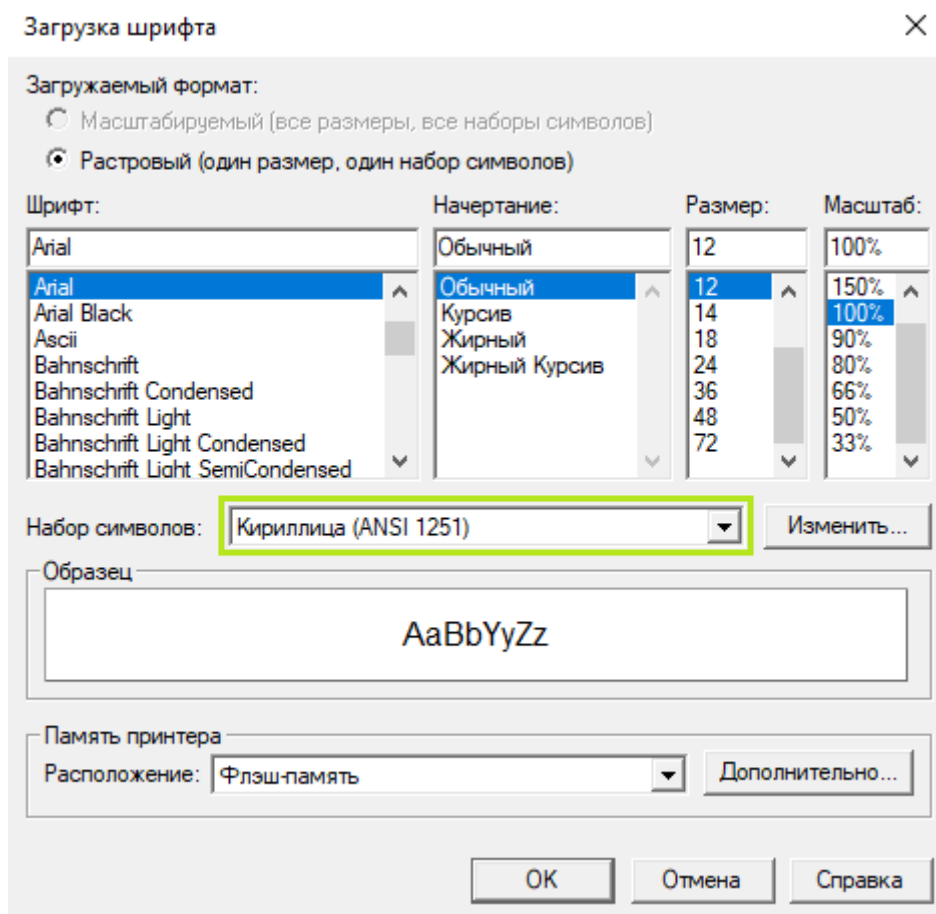 Загрузка шрифта
Загружаемый формат:
Масштабируемый (все размеры, все наборы символов)
Растровый (один размер, один набор символов)
Шрифт: Начертание: Размер: Масштаб:
Arial Обычный 12 100%
Arial Обычный 12 150%
Arial Black Курсив 14 100%
Ascii Жирный 18 90%
Bahnschrift Жирный Курсив 24 80%
Bahnschrift Condensed 36 66%
Bahnschrift Light 48 50%
Bahnschrift Light Condensed 72 33%
Bahnschrift Light SemiCondensed
Набор символов: Кириллица (ANSI 1251) Изменить...
Образец
AaBbYyZz
Память принтера
Расположение: Флэш-память Дополнительно...
OK Отмена Справка